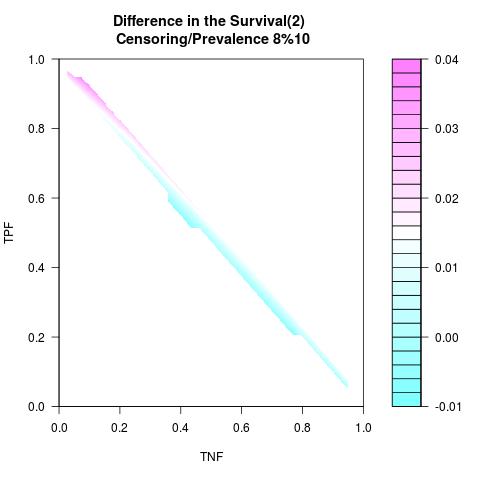 Difference in the Survival(2)
Censoring/Prevalence 8%10
1.0
0.8
0.6
0.4
0.2
0.0
TPF
0.0 0.2 0.4 0.6 0.8 1.0
TNF
0.04
0.03
0.02
0.01
0.00
-0.01